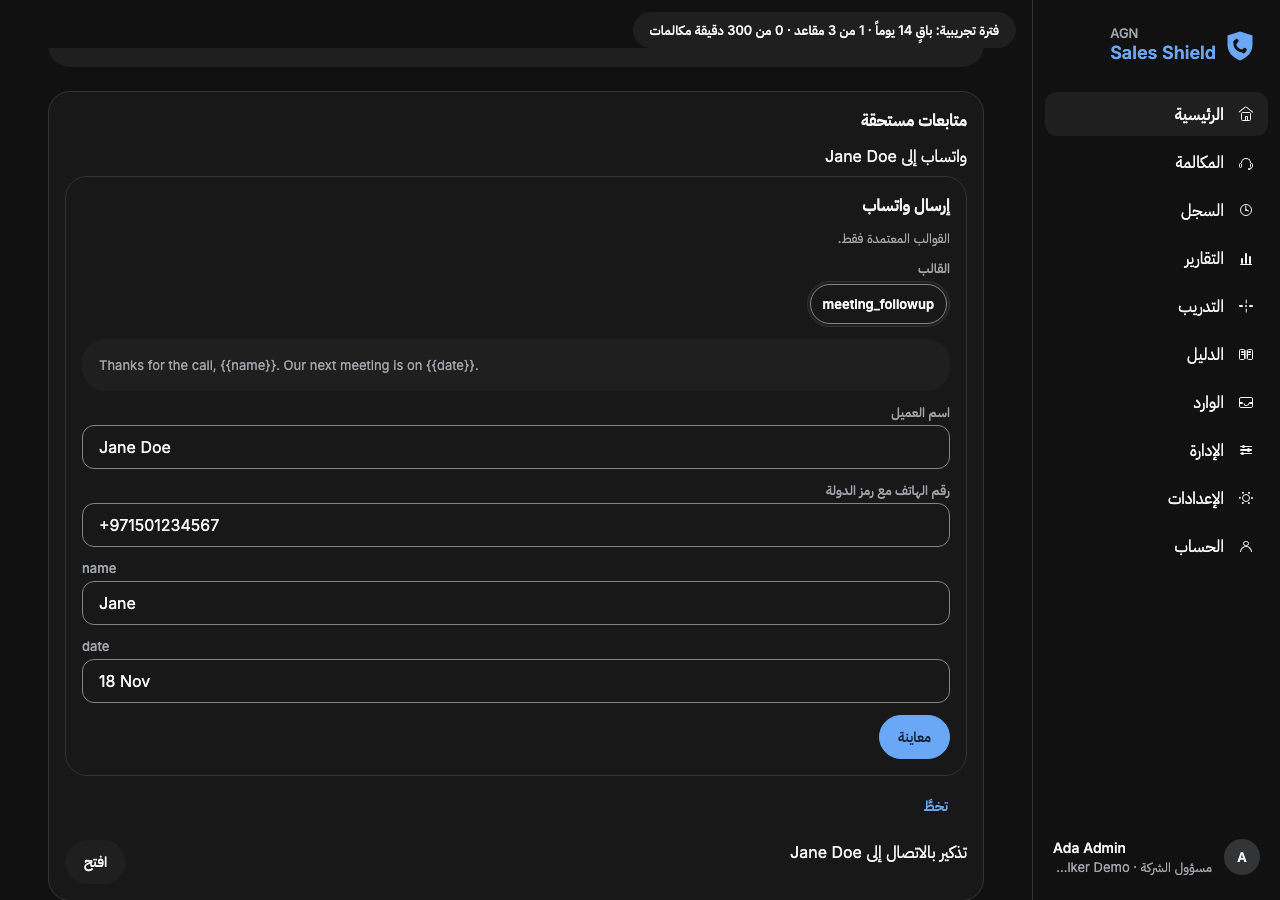 فترة تجريبية: باقٍ 14 يوماً · 1 من 3 مقاعد · 0 من 300 دقيقة مكالمات
AGN
Sales Shield
الرئيسية
المكالمة
السجل
التقارير
التدريب
الدليل
الوارد
الإدارة
الإعدادات
الحساب
متابعات مستحقة
واتساب إلى Jane Doe
إرسال واتساب
القوالب المعتمدة فقط.
القالب
meeting_followup
Thanks for the call, {{name}}. Our next meeting is on {{date}}.
اسم العميل
Jane Doe
رقم الهاتف مع رمز الدولة
+971501234567
name
Jane
date
18 Nov
معاينة
تخطَّ
تذكير بالاتصال إلى Jane Doe
افتح
A
Ada Admin
مسؤول الشركة · lker Demo...